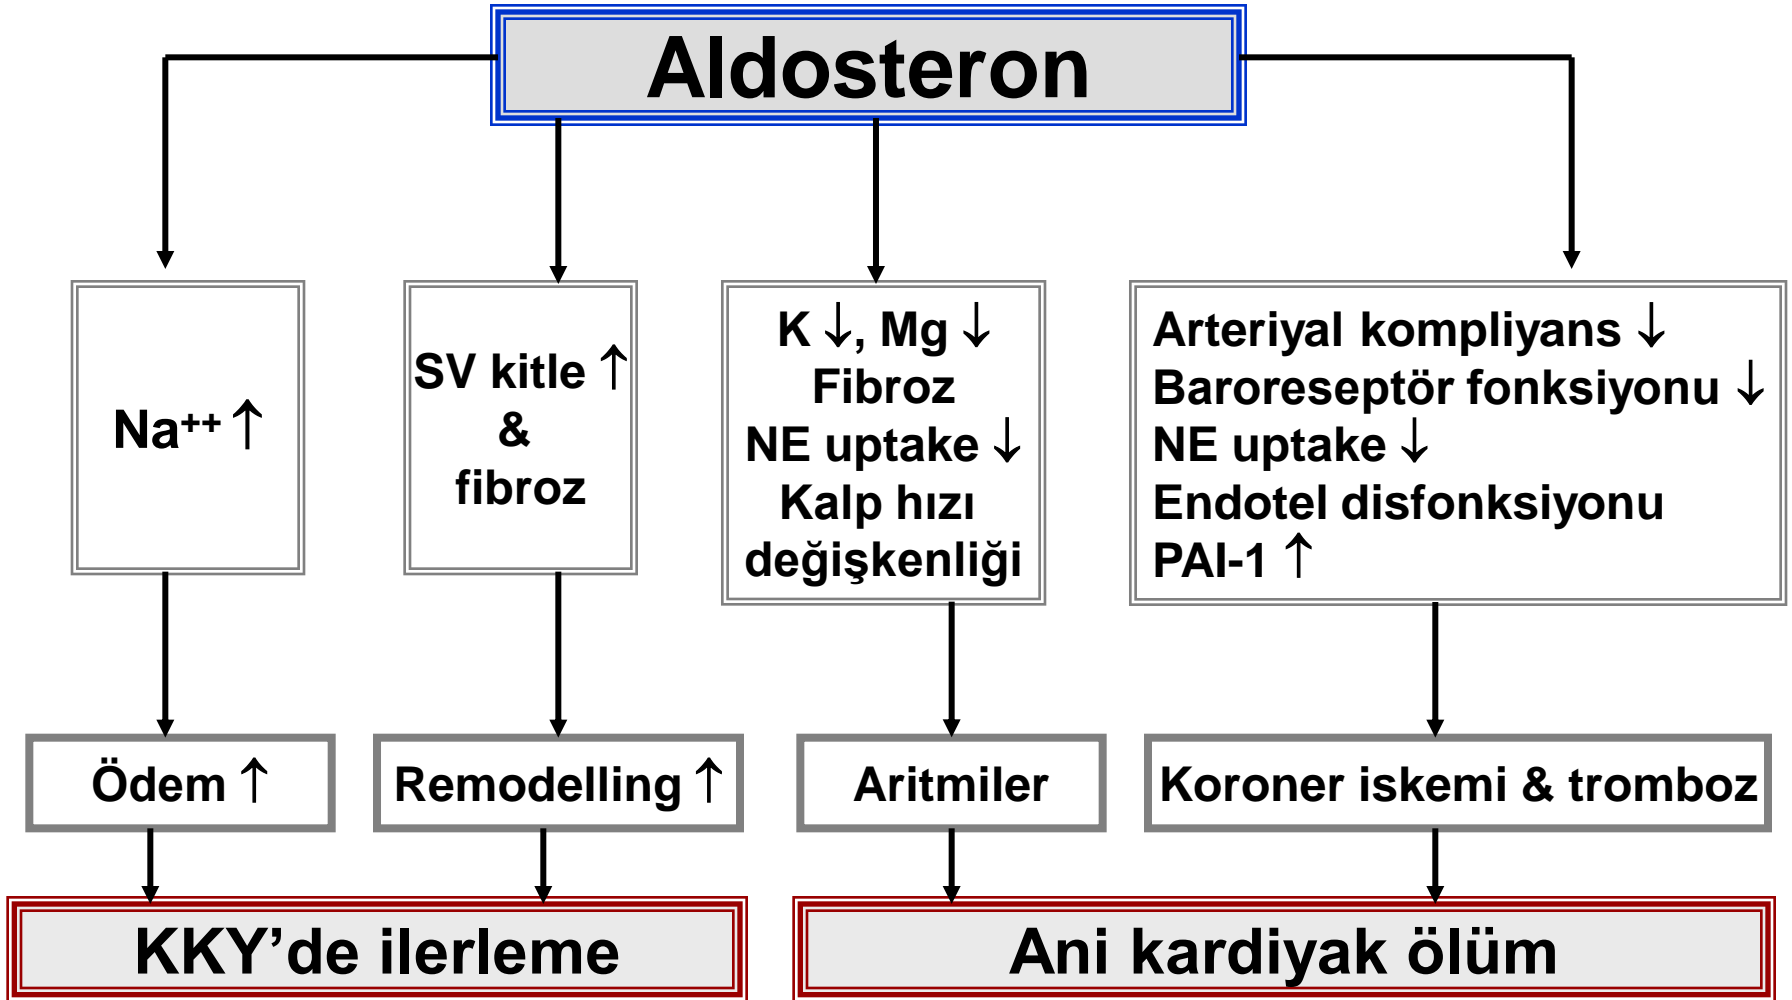 Aldosteron
Na⁺⁺ ↑
SV kitle ↑
&
fibroz
K ↓, Mg ↓
Fibroz
NE uptake ↓
Kalp hızı
değişkenliği
Arteriyal kompliyans ↓
Baroreseptör fonksiyonu ↓
NE uptake ↓
Endotel disfonksiyonu
PAI-1 ↑
Ödem ↑
Remodelling ↑
Aritmiler
Koroner iskemi & tromboz
KKY’de ilerleme
Ani kardiyak ölüm